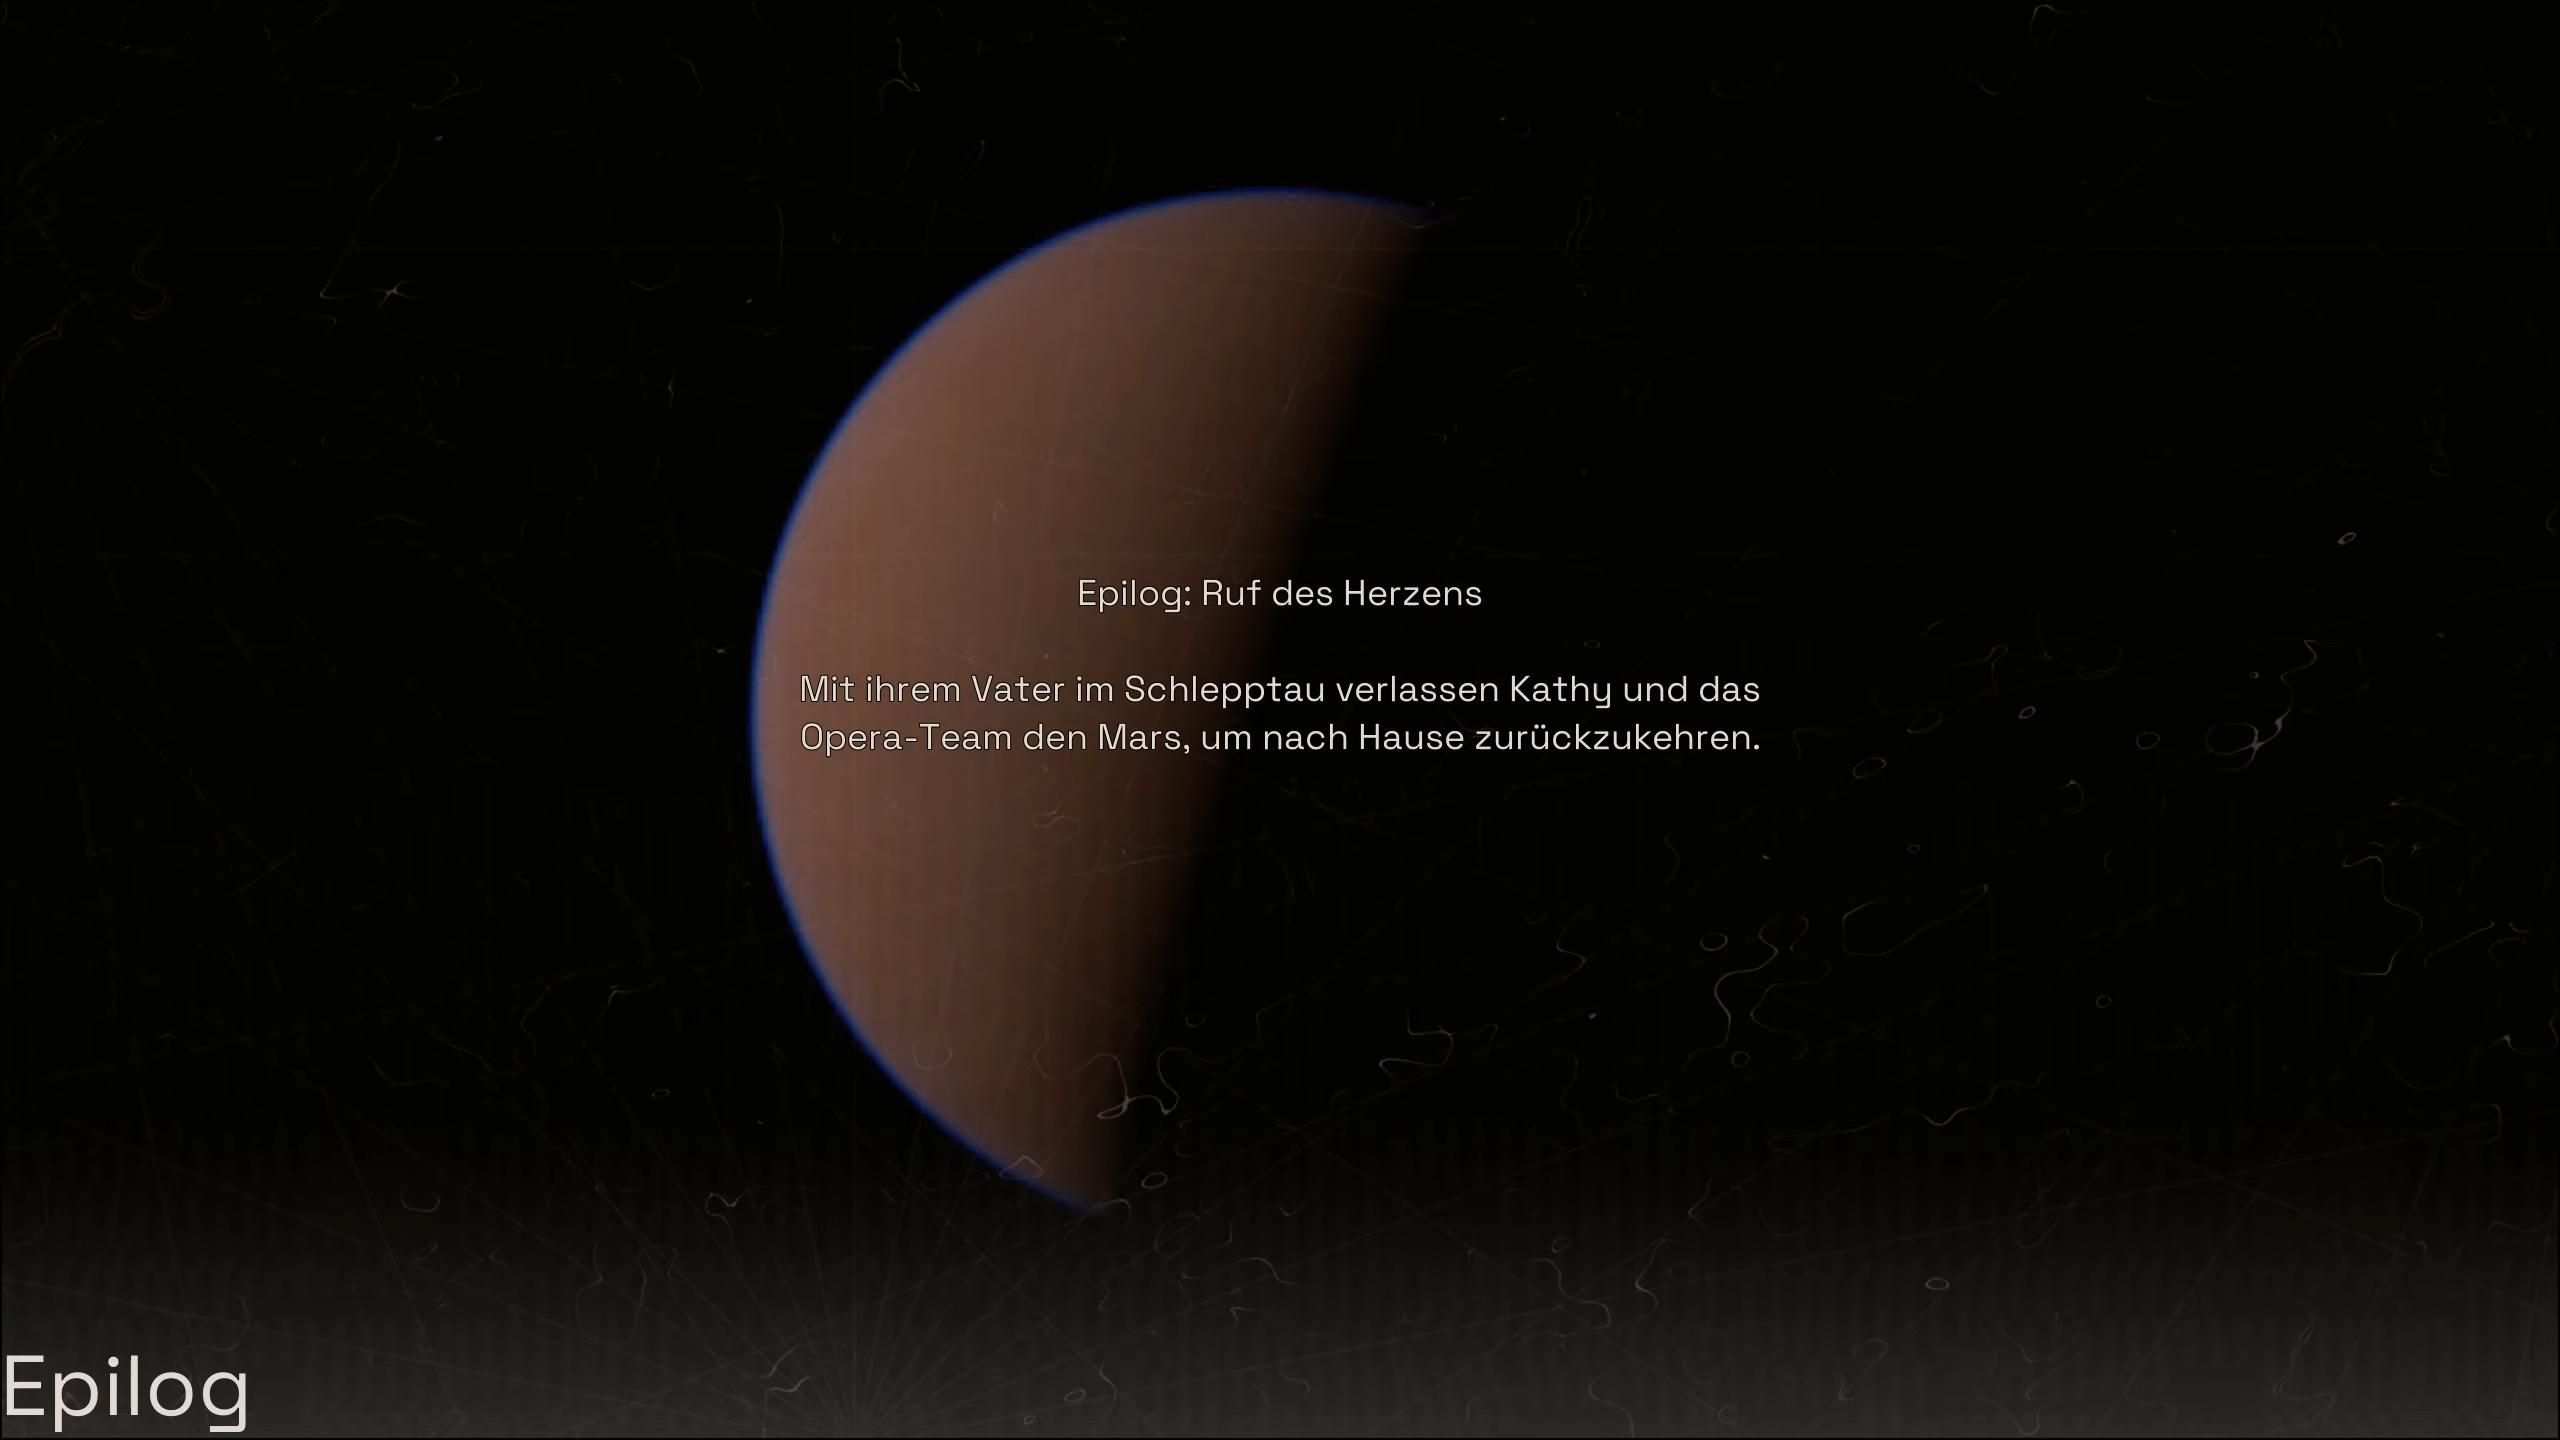 Epilog: Ruf des Herzens
Mit ihrem Vater im Schlepptau verlassen Kathy und das
Opera-Team den Mars, um nach Hause zurückzukehren.
Epilog